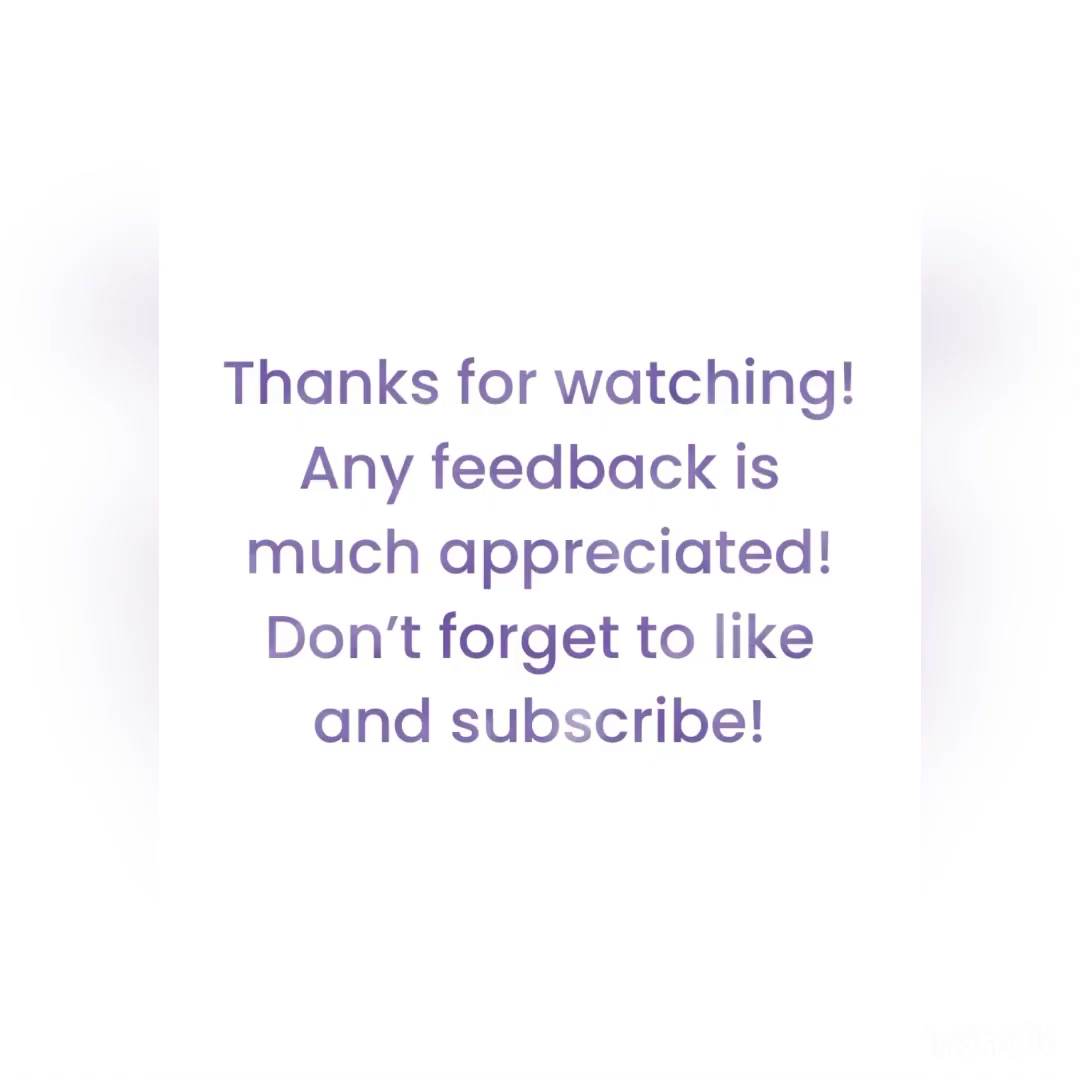 Thanks for watching!
Any feedback is
much appreciated!
Don’t forget to like
and subscribe!